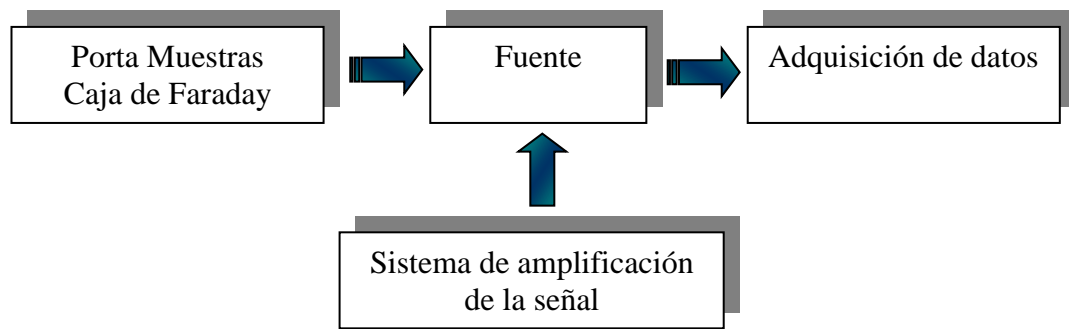 Porta Muestras
Caja de Faraday
Fuente
Adquisición de datos
Sistema de amplificación
de la señal